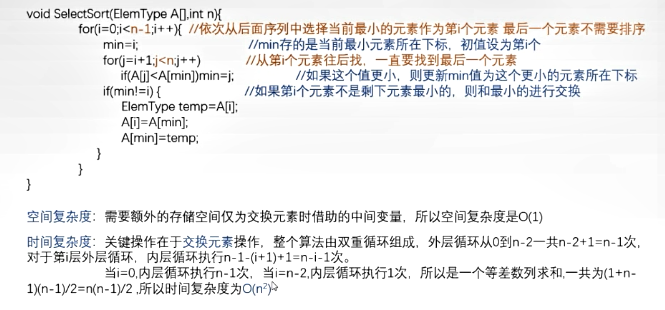 void SelectSort(ElemType A[],int n){
for(i=0;i<n-1;i++){ //依次从后面序列中选择当前最小的元素作为第i个元素 最后一个元素不需要排序
min=i; //min存的是当前最小元素所在下标，初值设为第i个
for(j=i+1;j<n;j++) //从第i个元素往后找，一直要找到最后一个元素
if(A[j]<A[min])min=j; //如果这个值更小，则更新min值为这个更小的元素所在下标
if(min!=i) { //如果第i个元素不是剩下元素最小的，则和最小的进行交换
ElemType temp=A[i];
A[i]=A[min];
A[min]=temp;
}
}
}
空间复杂度：需要额外的存储空间仅为交换元素时借助的中间变量，所以空间复杂度是O(1)
时间复杂度：关键操作在于交换元素操作，整个算法由双重循环组成，外层循环从0到n-2一共n-2+1=n-1次，
对于第i层外层循环，内层循环执行n-1-(i+1)+1=n-i-1次。
当i=0,内层循环执行n-1次，当i=n-2,内层循环执行1次，所以是一个等差数列求和,一共为(1+n-
1)(n-1)/2=n(n-1)/2 ,所以时间复杂度为O(n²)